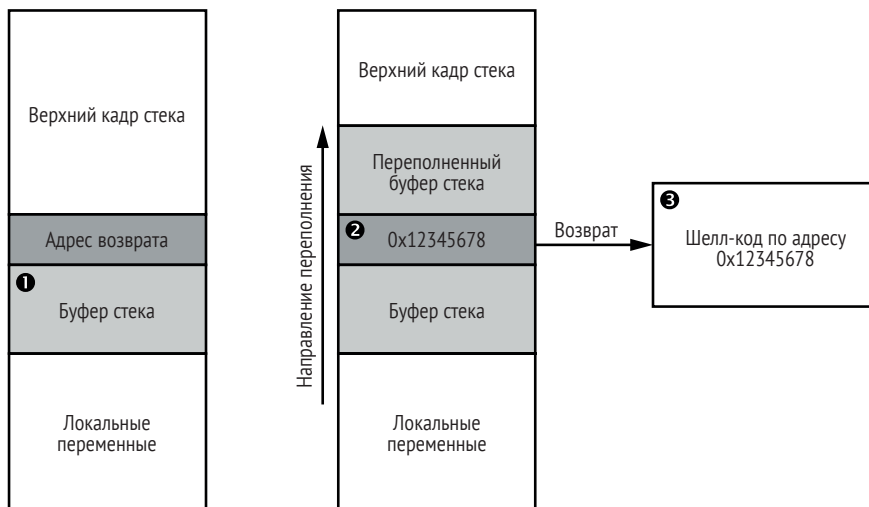 Верхний кадр стека
Адрес возврата
❶
Буфер стека
Локальные
переменные
Направление переполнения
Верхний кадр стека
Переполненный
буфер стека
❷ 0x12345678
Буфер стека
Локальные
переменные
Возврат
❸
Шелл-код по адресу
0x12345678